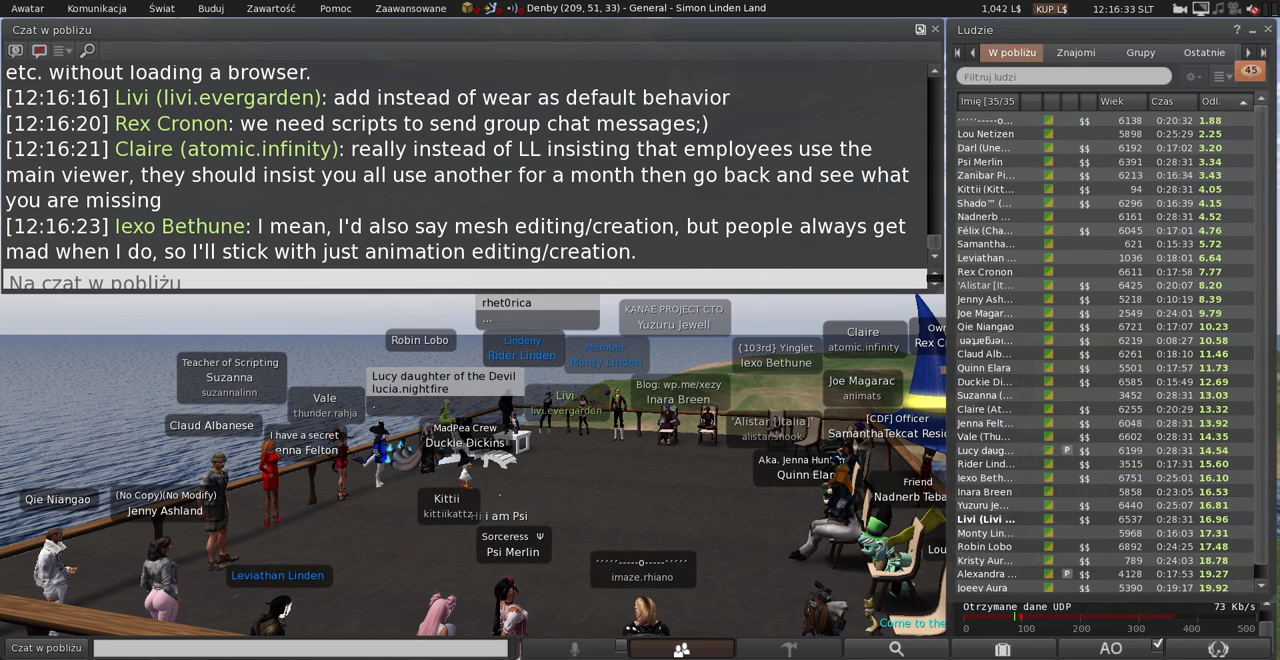 Awatar Komunikacja Świat Buduj Zawartość Pomoc Zaawansowane Denby (209, 51, 33) - General - Simon Linden Land 1,042 L$ KUP L$ 12:16:33 SLT
Czat w pobliżu
etc. without loading a browser.
[12:16:16] Livi (livi.evergarden): add instead of wear as default behavior
[12:16:20] Rex Cronon: we need scripts to send group chat messages;)
[12:16:21] Claire (atomic.infinity): really instead of LL insisting that employees use the
main viewer, they should insist you all use another for a month then go back and see what
you are missing
[12:16:23] Iexo Bethune: I mean, I'd also say mesh editing/creation, but people always get
mad when I do, so I'll stick with just animation editing/creation.
Na czat w pobliżu
rhet0rica
...
KANAE PROJECT CTO
Yuzuru Jewell
Robin Lobo
Lindeny
Rider Linden
Member
Monty Linden
{103rd} Yinglet
Iexo Bethune
Claire
atomic.infinity
Own
Rex C
Teacher of Scripting
Suzanna
suzannalinn
Lucy daughter of the Devil
lucia.nightfire
.
Vale
thunder.rahja
Livi
livi.evergarden
Blog: wp.me/xezy
Inara Breen
Joe Magarac
animats
Claud Albanese
I have a secret
enna Felton
MadPea Crew
Duckie Dickins
'Alistar [Italia]'
alistar.snook
[CDF] Officer
SamanthaTekcat Resid
Aka. Jenna Hunter
Quinn Elar
Qie Niangao
(No Copy)(No Modify)
Jenny Ashland
Kittii
kittiikattz
Hi i am Psi
Sorceress Ψ
Psi Merlin
Friend
Nadnerb Teba
Lou
Leviathan Linden
´´´´´-----o-----´´´´´
imaze.rhiano
Come to the
Czat w pobliżu
Ludzie
W pobliżu Znajomi Grupy Ostatnie
Filtruj ludzi
45
Imię [35/35 Wiek Czas Odl.
´´´´´-----o... $$ 6138 0:20:32 1.88
Lou Netizen 5898 0:25:29 2.25
Darl (Une... $$ 6192 0:17:02 3.20
Psi Merlin $$ 6391 0:28:31 3.34
Zanibar Pi... $$ 6213 0:16:34 3.43
Kittii (Kitt... $$ 94 0:28:31 4.05
Shado™ (... $$ 6296 0:16:39 4.15
Nadnerb ... 6161 0:28:31 4.52
Félix (Cha... $$ 6045 0:17:01 4.76
Samantha... 621 0:15:33 5.72
Leviathan ... 1036 0:18:01 6.64
Rex Cronon 6611 0:17:58 7.77
'Alistar [It... $$ 6425 0:20:07 8.20
Jenny Ash... $$ 5218 0:10:19 8.39
Joe Magar... $$ 2549 0:24:01 9.79
Qie Niangao $$ 6721 0:17:07 10.23
$$ 6219 0:08:27 10.58
Claud Alb... $$ 6261 0:18:10 11.46
Quinn Elar $$ 5501 0:17:57 11.73
Duckie Di... $$ 6585 0:15:49 12.69
Suzanna (... $$ 3452 0:28:31 13.03
Claire (At... $$ 6255 0:20:29 13.32
Jenna Felt... $$ 6048 0:28:31 13.92
Vale (Thu... $$ 6602 0:28:31 14.35
Lucy daug... P $$ 6199 0:28:31 14.54
Rider Lind... $$ 3515 0:17:31 15.60
Iexo Beth... $$ 6751 0:25:01 16.10
Inara Breen 5858 0:23:05 16.53
Yuzuru Je... $$ 6440 0:25:07 16.81
Livi (Livi ... $$ 6537 0:28:31 16.96
Monty Lin... 5968 0:16:03 17.31
Robin Lobo $$ 6892 0:24:25 17.48
Kristy Aur... $$ 789 0:24:03 18.78
Alexandra ... P $$ 4128 0:17:53 19.27
Joeey Aura $$ 5390 0:19:17 19.92
Otrzymane dane UDP 73 Kb/s
0 100 200 300 400 500
AO